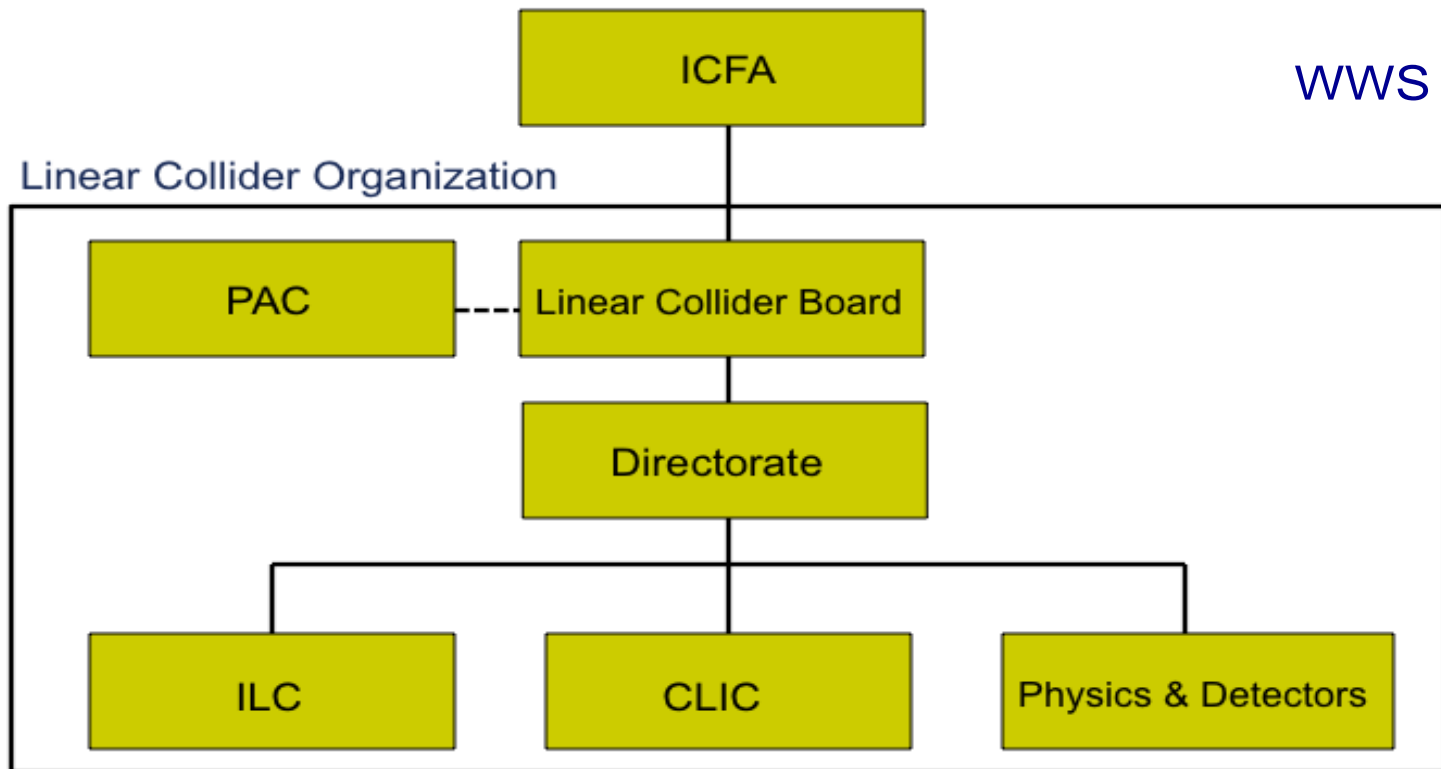 ICFA
WWS
Linear Collider Organization
PAC
Linear Collider Board
Directorate
ILC
CLIC
Physics & Detectors